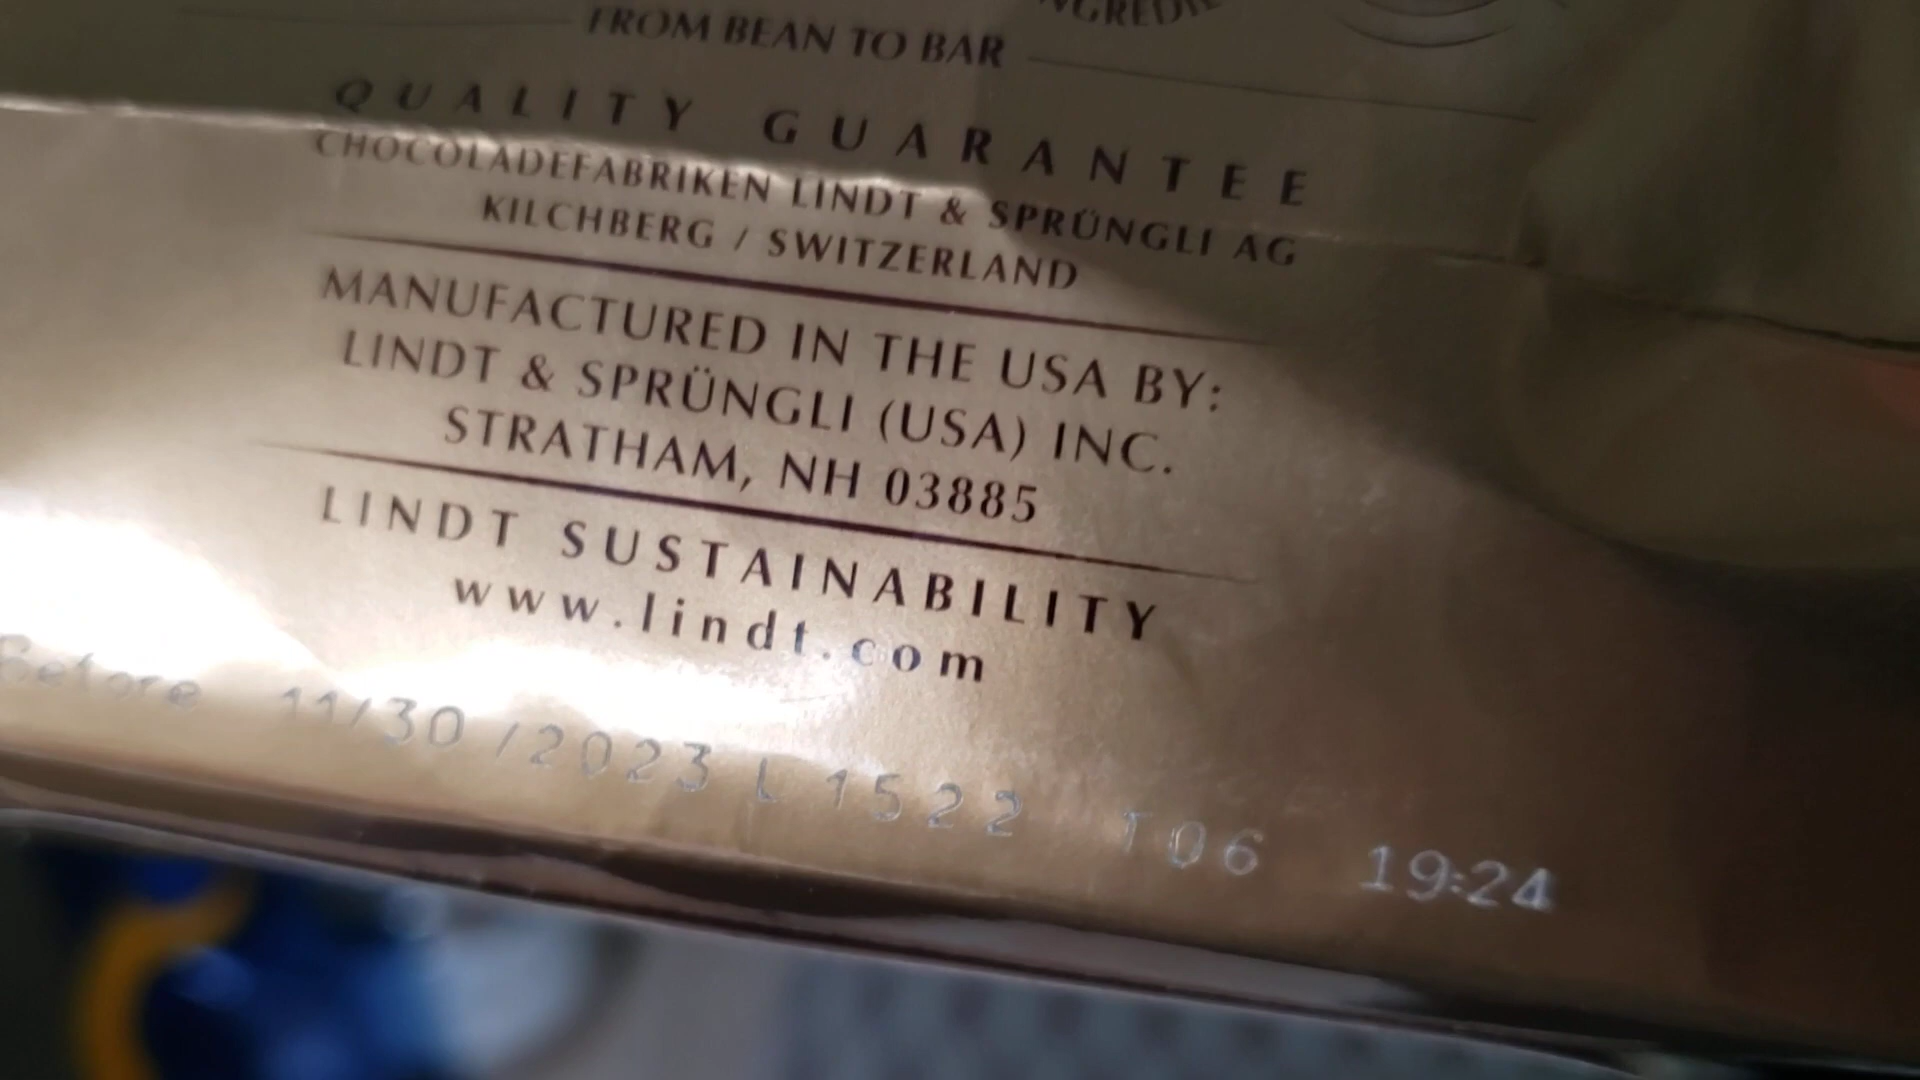 FROM BEAN TO BAR
QUALITY GUARANTEE
CHOCOLADEFABRIKEN LINDT & SPRÜNGLI AG
KILCHBERG / SWITZERLAND
MANUFACTURED IN THE USA BY:
LINDT & SPRÜNGLI (USA) INC.
STRATHAM, NH 03885
LINDT SUSTAINABILITY
www.lindt.com
Before 11/30/2023 L 1522 T06 19:24